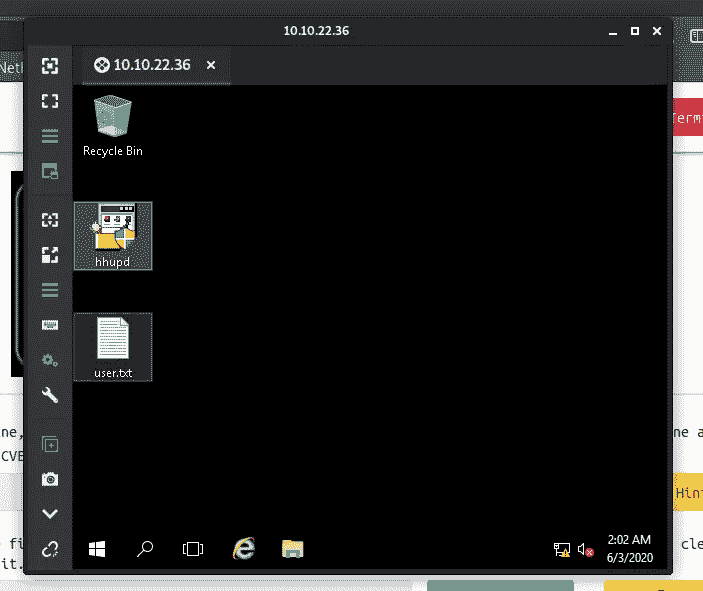 10.10.22.36
10.10.22.36
Recycle Bin
hhupd
user.txt
2:02 AM
6/3/2020
Neth
Term
ne,
ne a
CVE
Hin
fi
cle
it.